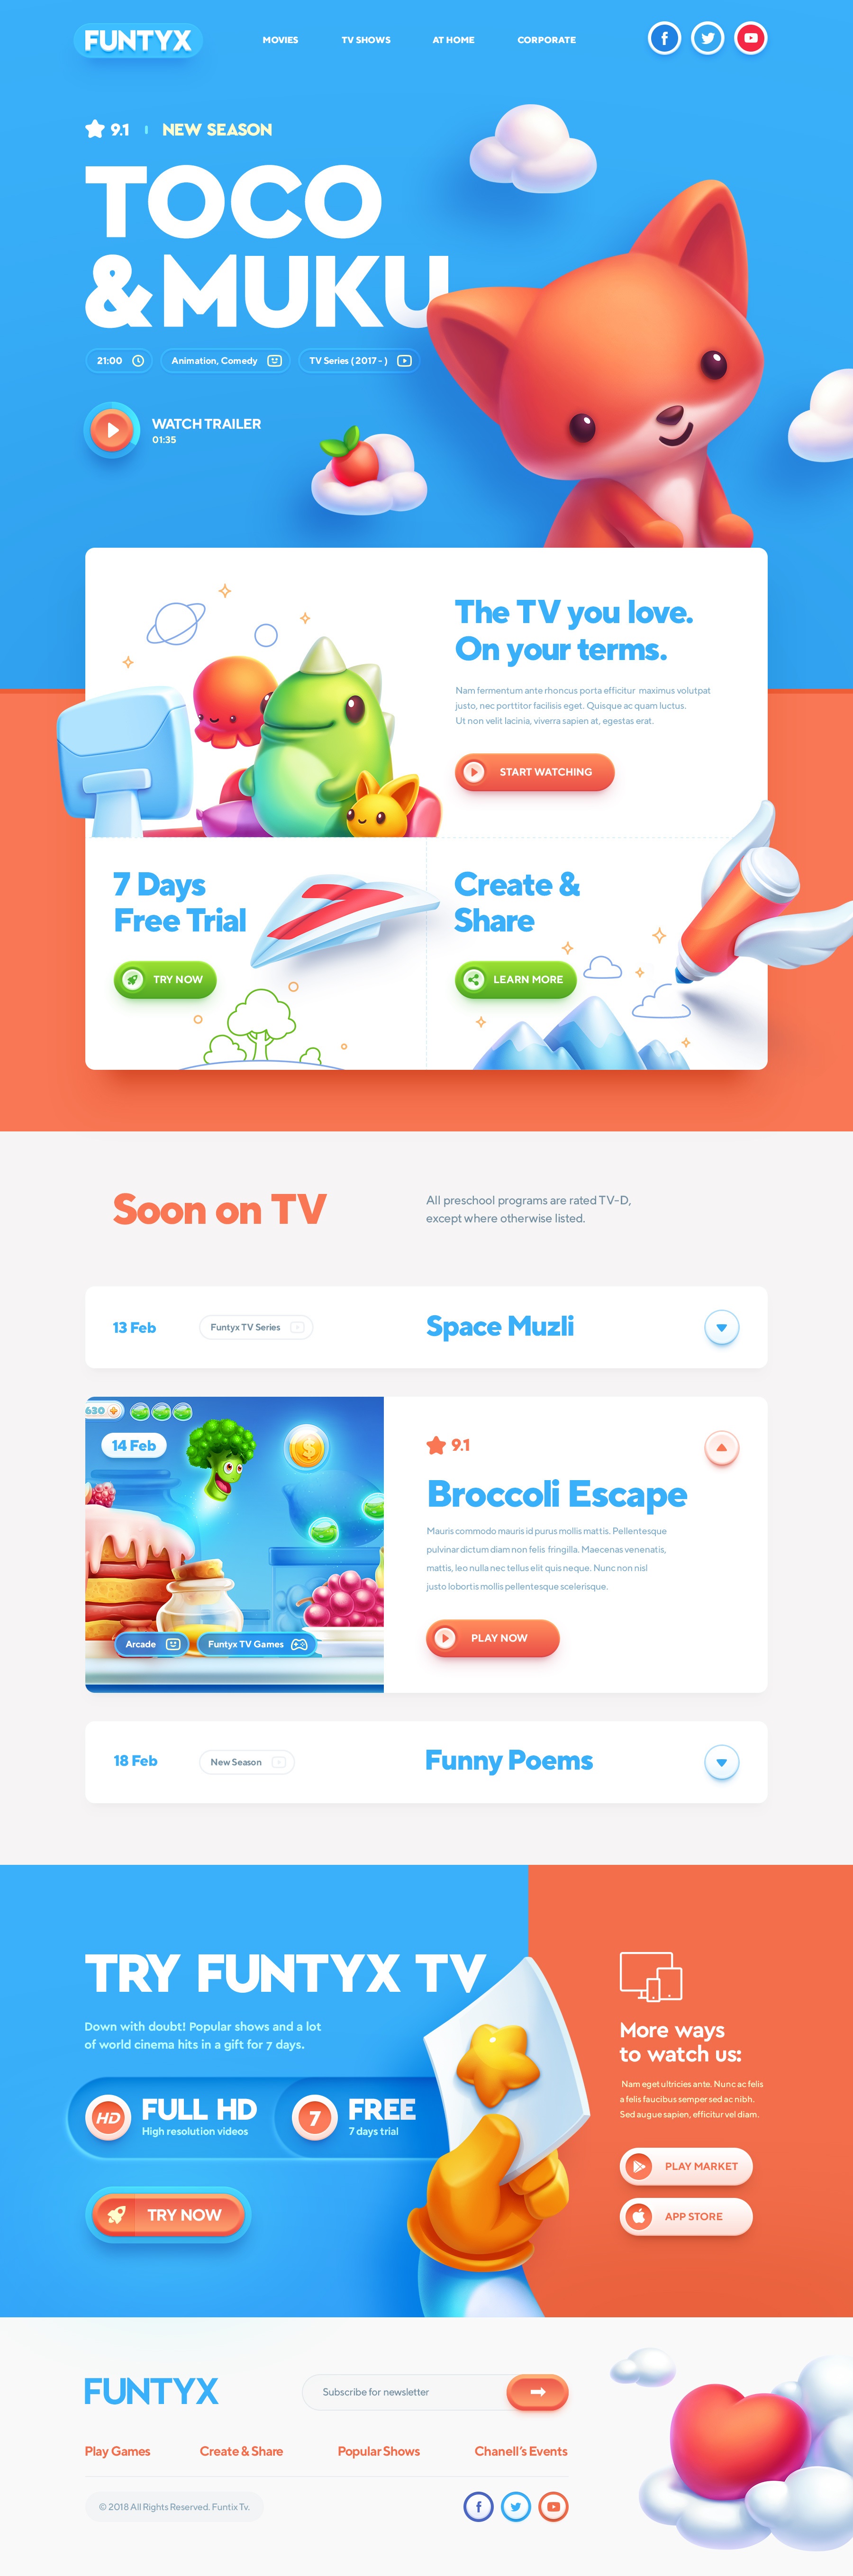 FUNTYX
MOVIES
TV SHOWS
AT HOME
CORPORATE
9.1
NEW SEASON
TOCO
& MUKU
21:00
Animation, Comedy
TV Series ( 2017 - )
WATCH TRAILER
01:35
The TV you love.
On your terms.
Nam fermentum ante rhoncus porta efficitur maximus volutpat
justo, nec porttitor facilisis eget. Quisque ac quam luctus.
Ut non velit lacinia, viverra sapien at, egestas erat.
START WATCHING
7 Days
Free Trial
TRY NOW
7
Create &
Share
LEARN MORE
Soon on TV
All preschool programs are rated TV-D,
except where otherwise listed.
13 Feb
Funtyx TV Series
Space Muzli
630
14 Feb
Arcade
Funtyx TV Games
9.1
Broccoli Escape
Mauris commodo mauris id purus mollis mattis. Pellentesque
pulvinar dictum diam non felis fringilla. Maecenas venenatis,
mattis, leo nulla nec tellus elit quis neque. Nunc non nisl
justo lobortis mollis pellentesque scelerisque.
PLAY NOW
18 Feb
New Season
Funny Poems
TRY FUNTYX TV
Down with doubt! Popular shows and a lot
of world cinema hits in a gift for 7 days.
HD
FULL HD
High resolution videos
7
FREE
7 days trial
TRY NOW
More ways
to watch us:
Nam eget ultricies ante. Nunc ac felis
a felis faucibus semper sed ac nibh.
Sed augue sapien, efficitur vel diam.
PLAY MARKET
APP STORE
FUNTYX
Subscribe for newsletter
Play Games
Create & Share
Popular Shows
Chanell's Events
© 2018 All Rights Reserved. Funtix Tv.